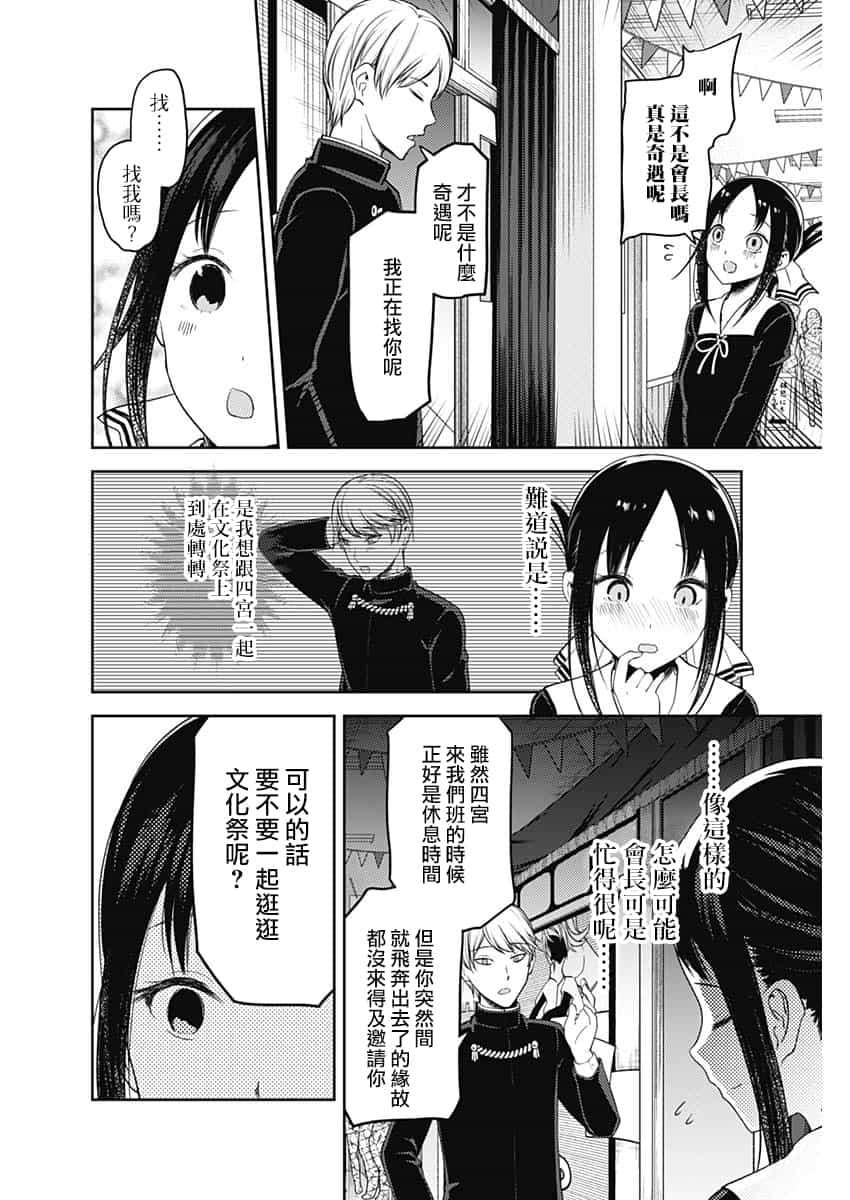 啊
這不是會長嗎
真是奇遇呢
才不是什麼
奇遇呢
我正在找你呢
找……
找我嗎？
難道説是……
是我想跟四宮一起
在文化祭上
到處轉轉
……像這樣的
怎麼可能
會長可是
忙得很呢……
雖然四宮
來我們班的時候
正好是休息時間
但是你突然間
就飛奔出去了的緣故
都沒來得及邀請你
可以的話
要不要一起逛逛
文化祭呢？